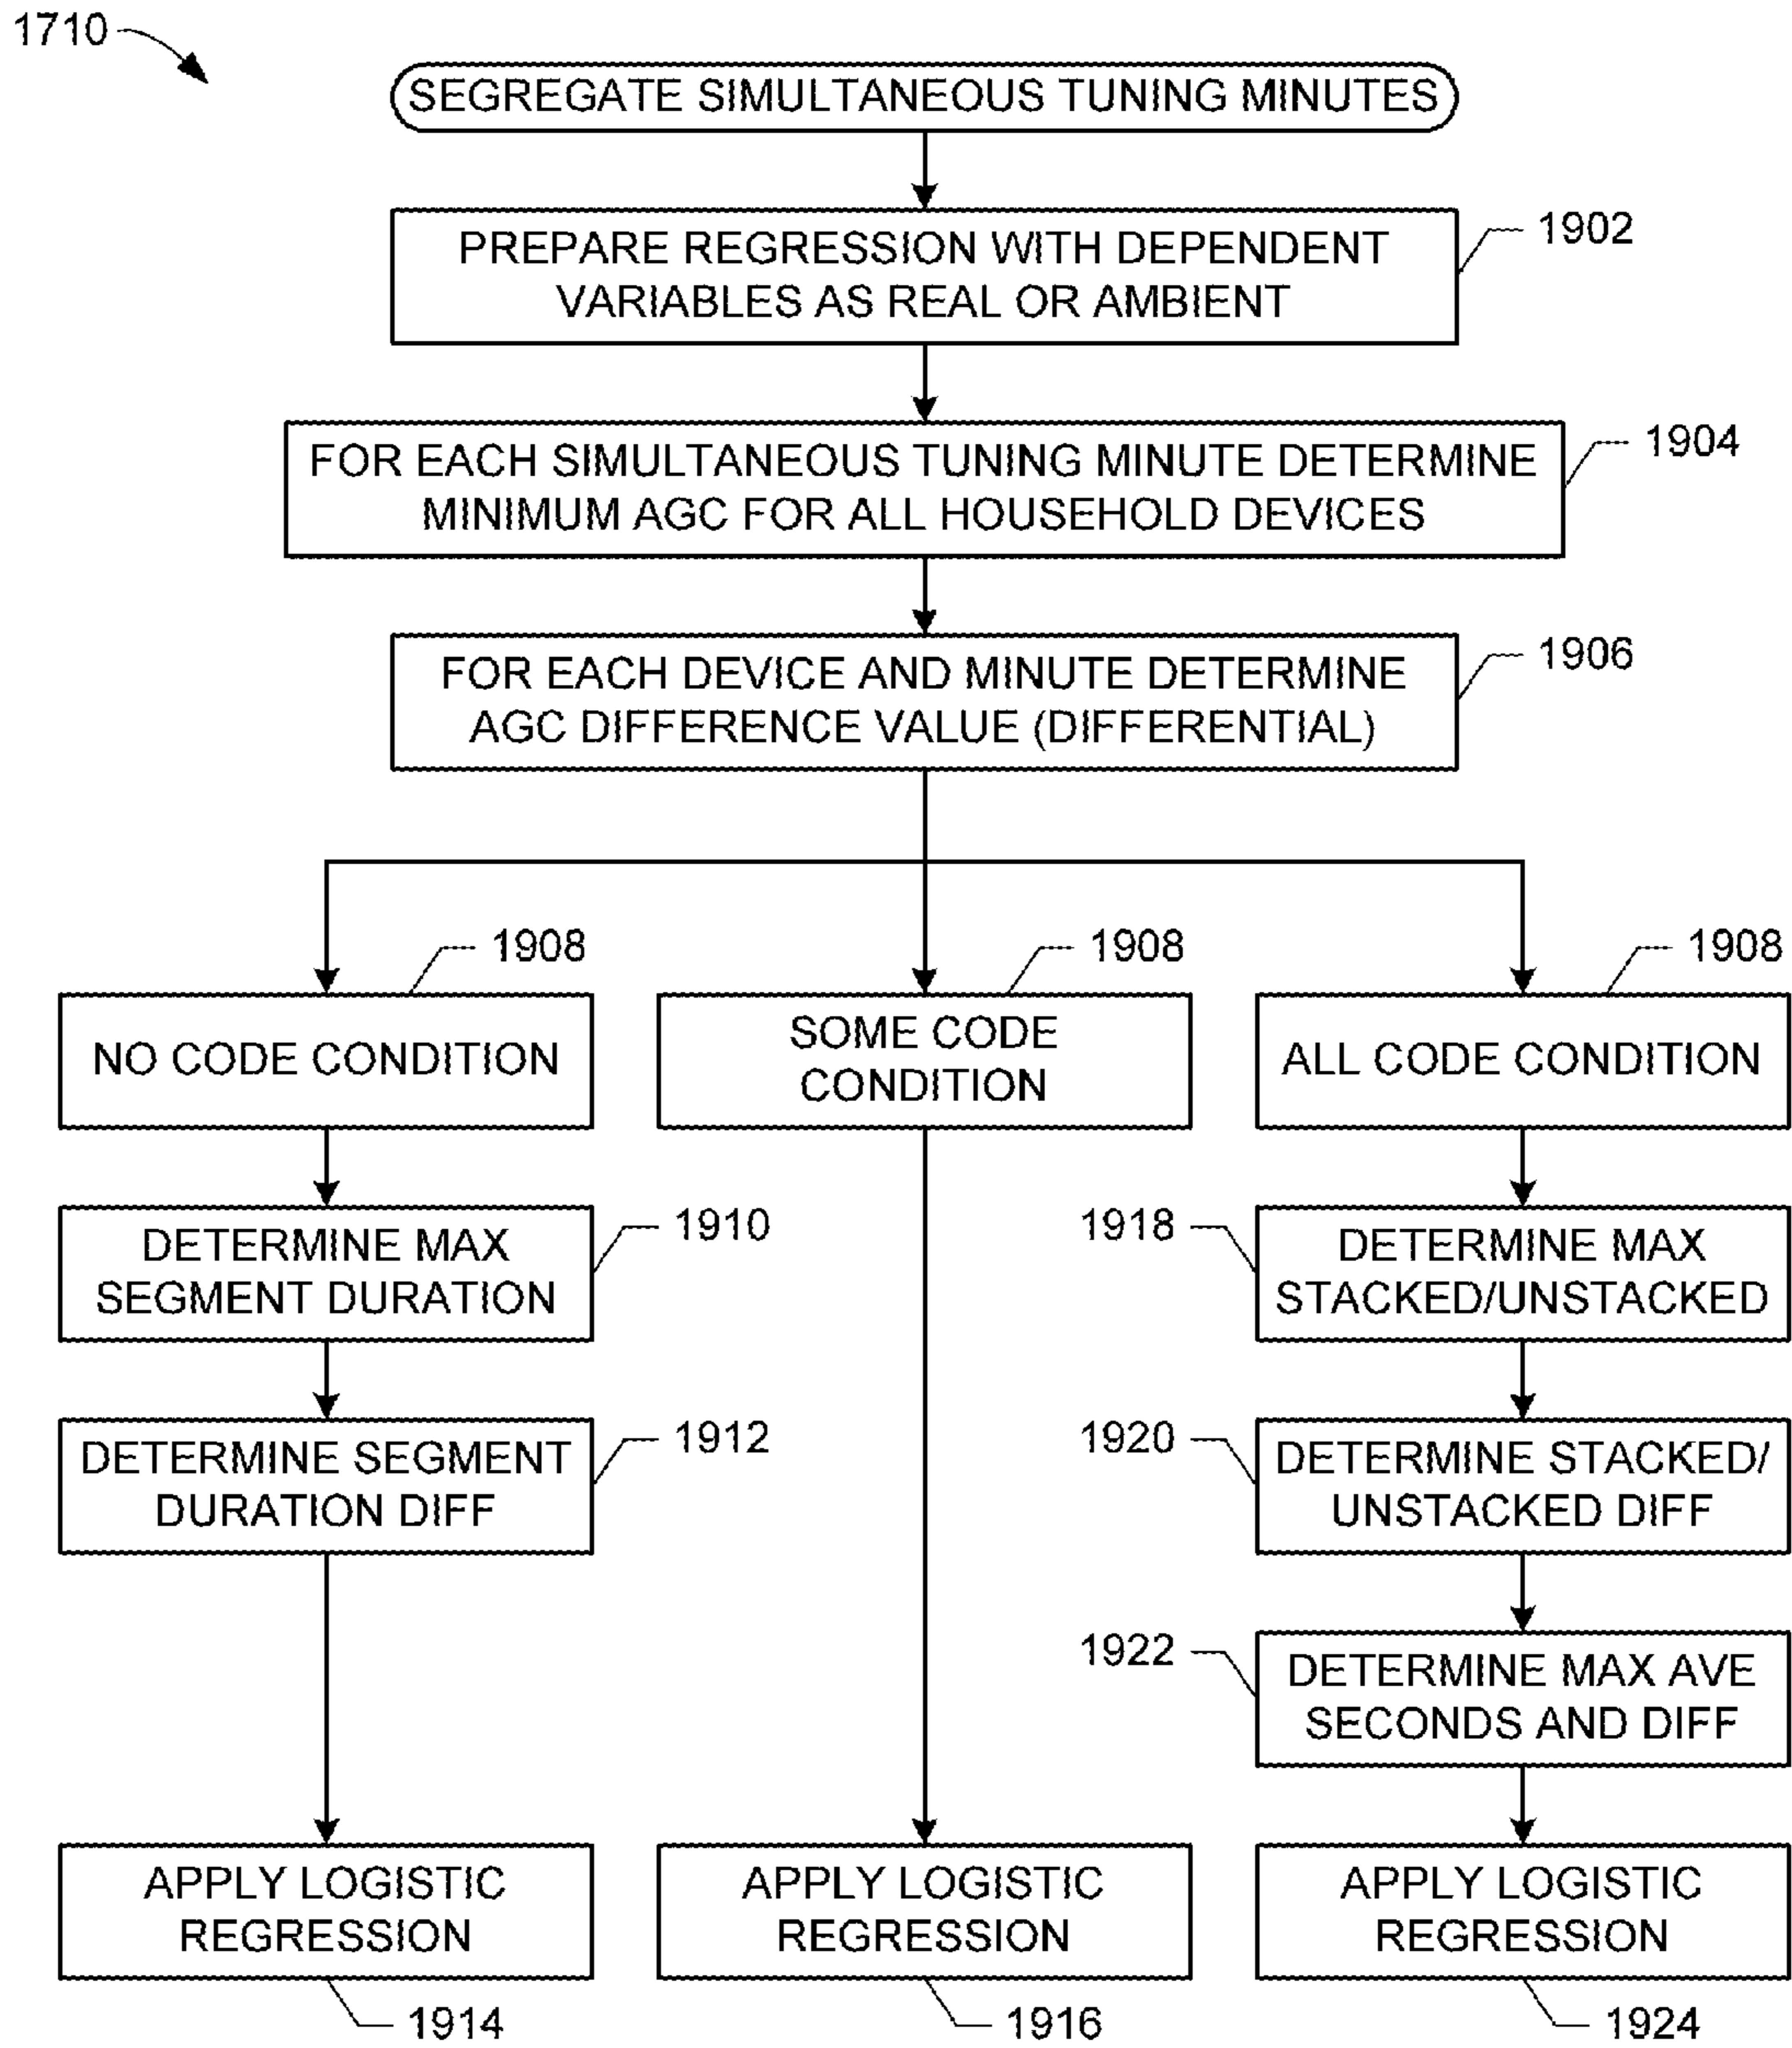 1710
SEGREGATE SIMULTANEOUS TUNING MINUTES
1902
PREPARE REGRESSION WITH DEPENDENT
VARIABLES AS REAL OR AMBIENT
1904
FOR EACH SIMULTANEOUS TUNING MINUTE DETERMINE
MINIMUM AGC FOR ALL HOUSEHOLD DEVICES
1906
FOR EACH DEVICE AND MINUTE DETERMINE
AGC DIFFERENCE VALUE (DIFFERENTIAL)
1908
NO CODE CONDITION
1908
SOME CODE
CONDITION
1908
ALL CODE CONDITION
1910
DETERMINE MAX
SEGMENT DURATION
1918
DETERMINE MAX
STACKED/UNSTACKED
1912
DETERMINE SEGMENT
DURATION DIFF
1920
DETERMINE STACKED/
UNSTACKED DIFF
1922
DETERMINE MAX AVE
SECONDS AND DIFF
APPLY LOGISTIC
REGRESSION
1914
APPLY LOGISTIC
REGRESSION
1916
APPLY LOGISTIC
REGRESSION
1924